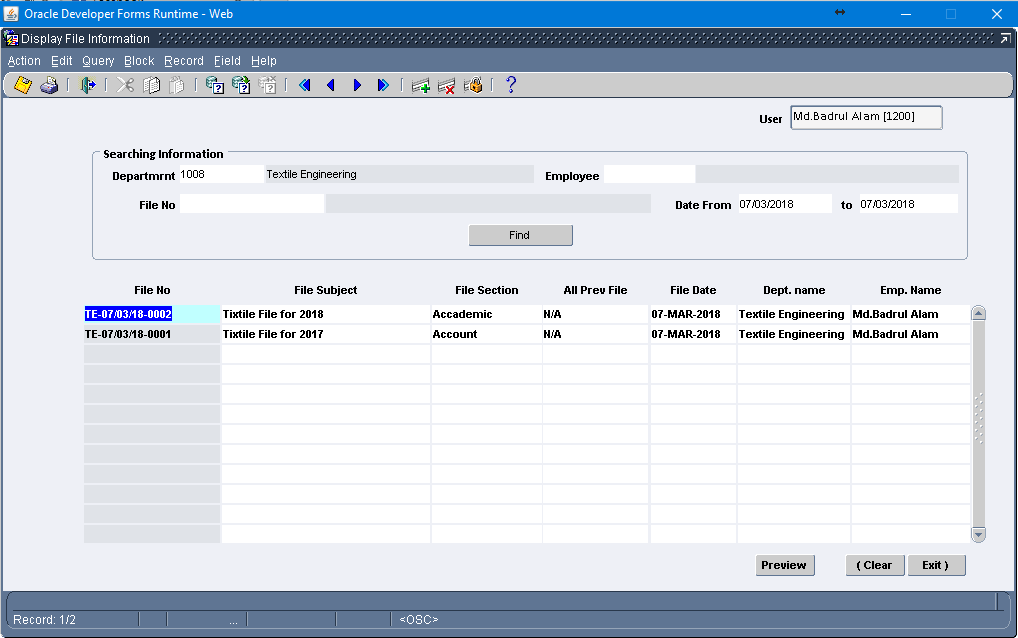 Oracle Developer Forms Runtime - Web
Display File Information
Action Edit Query Block Record Field Help
User Md.Badrul Alam [1200]
Searching Information
Departmrnt 1008 Textile Engineering Employee
File No Date From 07/03/2018 to 07/03/2018
Find
File No File Subject File Section All Prev File File Date Dept. name Emp. Name
TE-07/03/18-0002 Tixtile File for 2018 Accademic N/A 07-MAR-2018 Textile Engineering Md.Badrul Alam
TE-07/03/18-0001 Tixtile File for 2017 Account N/A 07-MAR-2018 Textile Engineering Md.Badrul Alam
Preview ( Clear Exit )
Record: 1/2 ... <OSC>